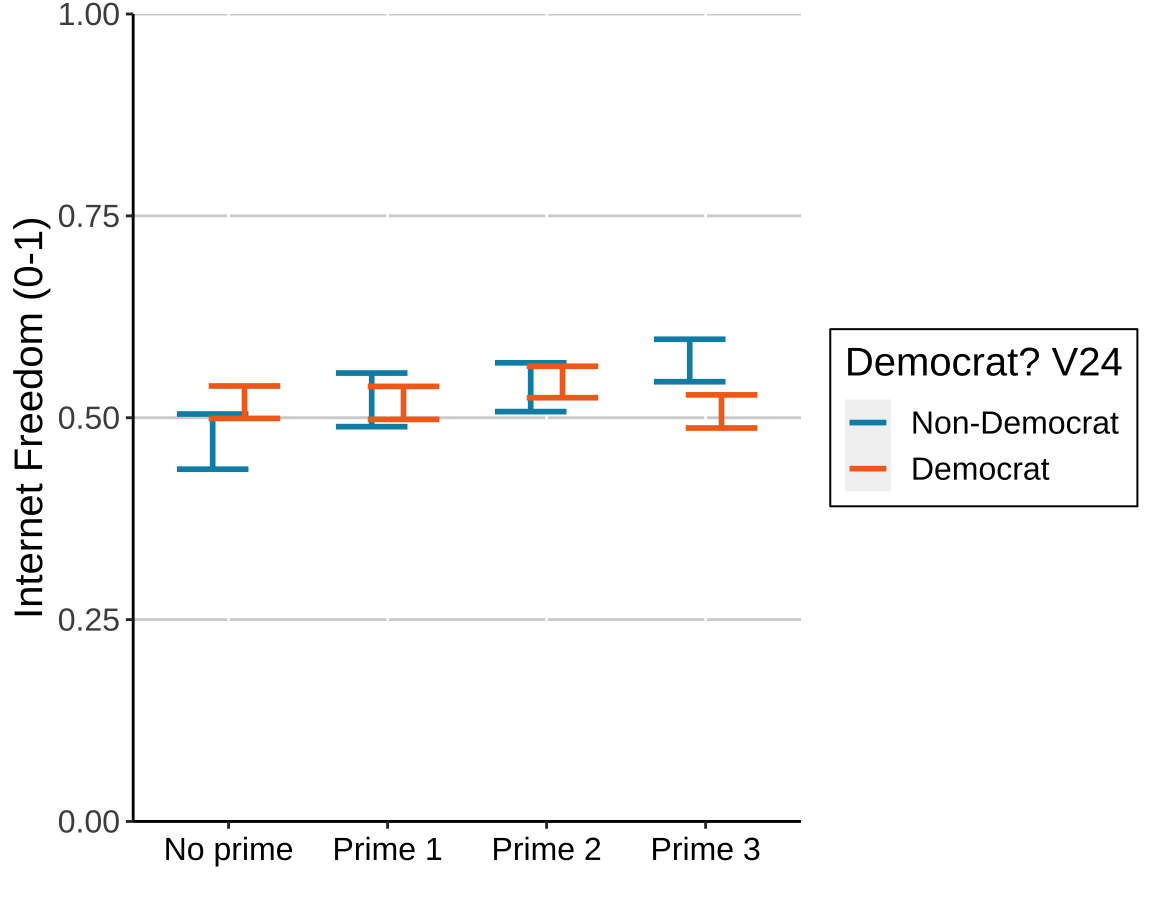 1.00
0.75
0.50
0.25
0.00
Internet Freedom (0-1)
No prime
Prime 1
Prime 2
Prime 3
Democrat? V24
Non-Democrat
Democrat